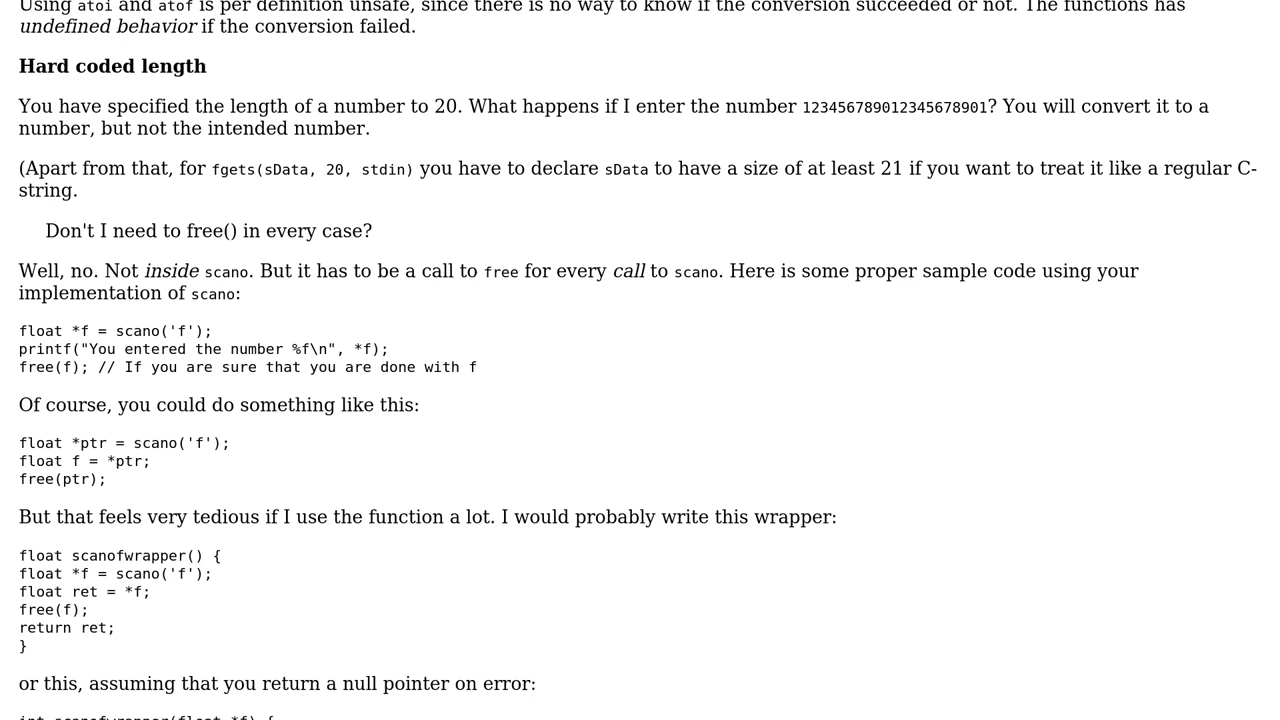 Using atoi and atof is per definition unsafe, since there is no way to know if the conversion succeeded or not. The functions has
undefined behavior if the conversion failed.
Hard coded length
You have specified the length of a number to 20. What happens if I enter the number 123456789012345678901? You will convert it to a
number, but not the intended number.
(Apart from that, for fgets(sData, 20, stdin) you have to declare sData to have a size of at least 21 if you want to treat it like a regular C-
string.
Don't I need to free() in every case?
Well, no. Not inside scano. But it has to be a call to free for every call to scano. Here is some proper sample code using your
implementation of scano:
float *f = scano('f');
printf("You entered the number %f\n", *f);
free(f); // If you are sure that you are done with f
Of course, you could do something like this:
float *ptr = scano('f');
float f = *ptr;
free(ptr);
But that feels very tedious if I use the function a lot. I would probably write this wrapper:
float scanofwrapper() {
float *f = scano('f');
float ret = *f;
free(f);
return ret;
}
or this, assuming that you return a null pointer on error:
int scanofwrapper(float *f) {